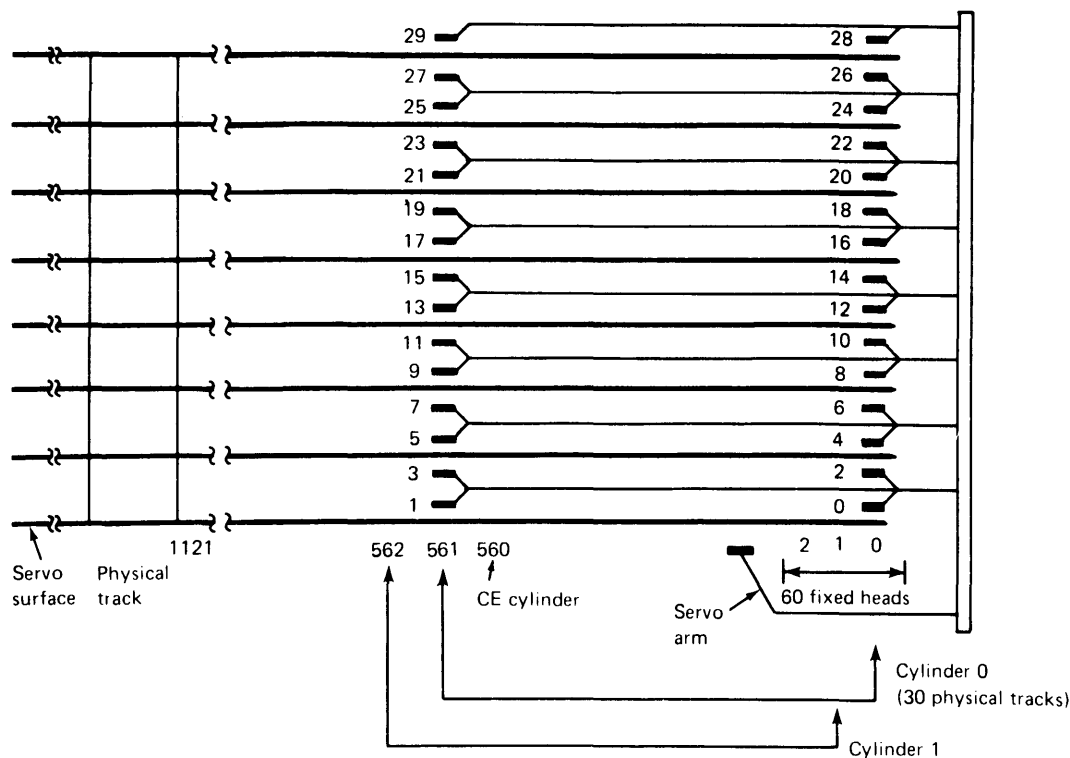 29
28
27
26
25
24
23
22
21
20
19
18
17
16
15
14
13
12
11
10
9
8
7
6
5
4
3
2
1
0
1121
562
561
560
2 1 0
Servo
surface
Physical
track
CE cylinder
60 fixed heads
Servo
arm
Cylinder 0
(30 physical tracks)
Cylinder 1